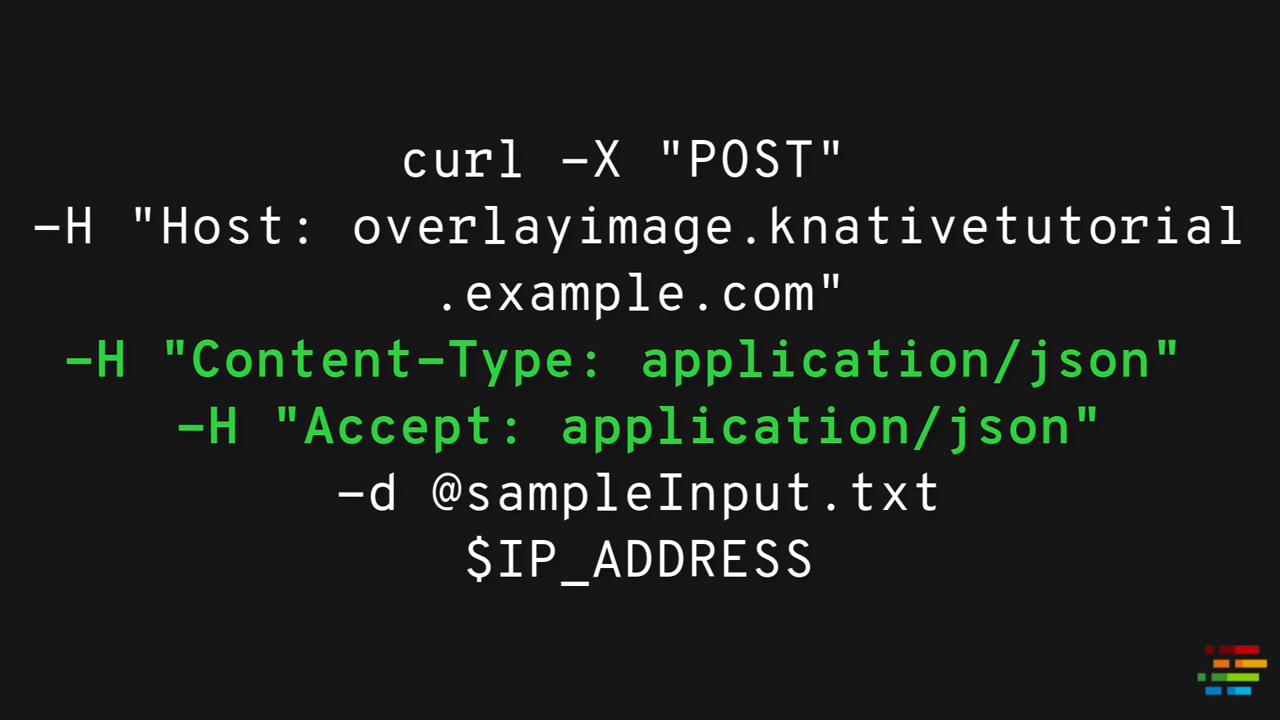 curl -X "POST"
-H "Host: overlayimage.knativetutorial
.example.com"
-H "Content-Type: application/json"
-H "Accept: application/json"
-d @sampleInput.txt
$IP_ADDRESS